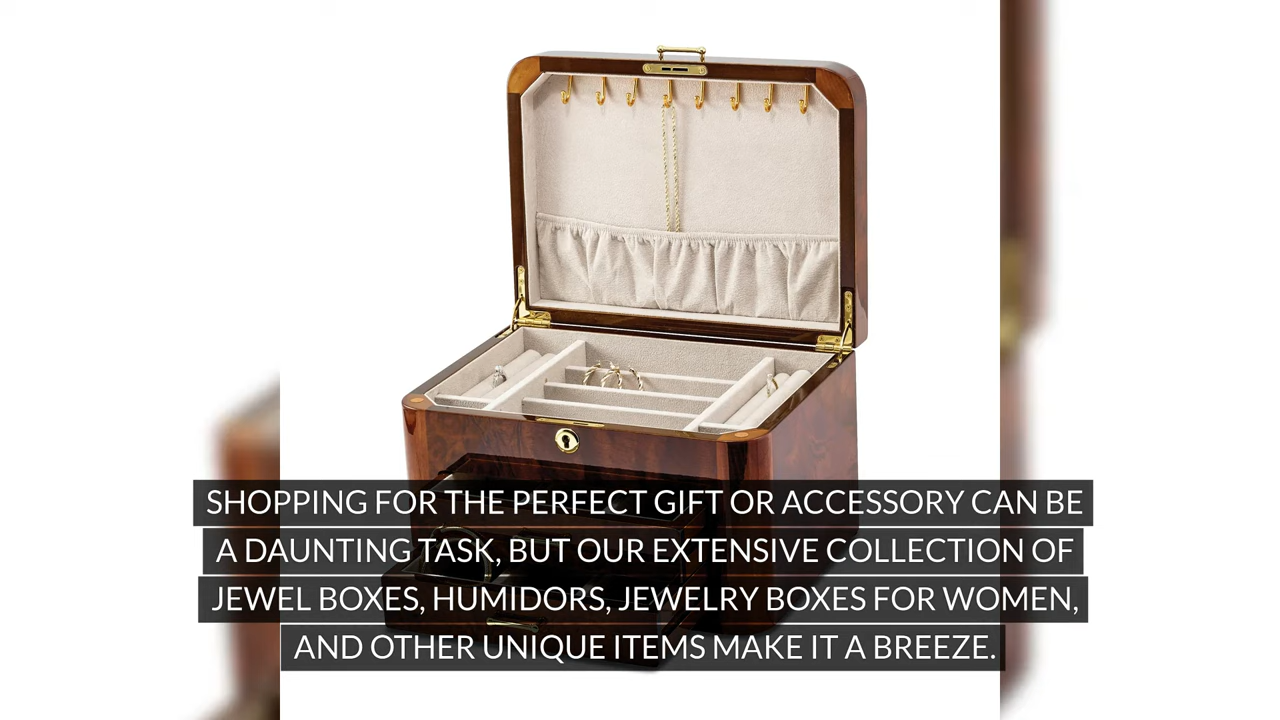 SHOPPING FOR THE PERFECT GIFT OR ACCESSORY CAN BE
A DAUNTING TASK, BUT OUR EXTENSIVE COLLECTION OF
JEWEL BOXES, HUMIDORS, JEWELRY BOXES FOR WOMEN,
AND OTHER UNIQUE ITEMS MAKE IT A BREEZE.